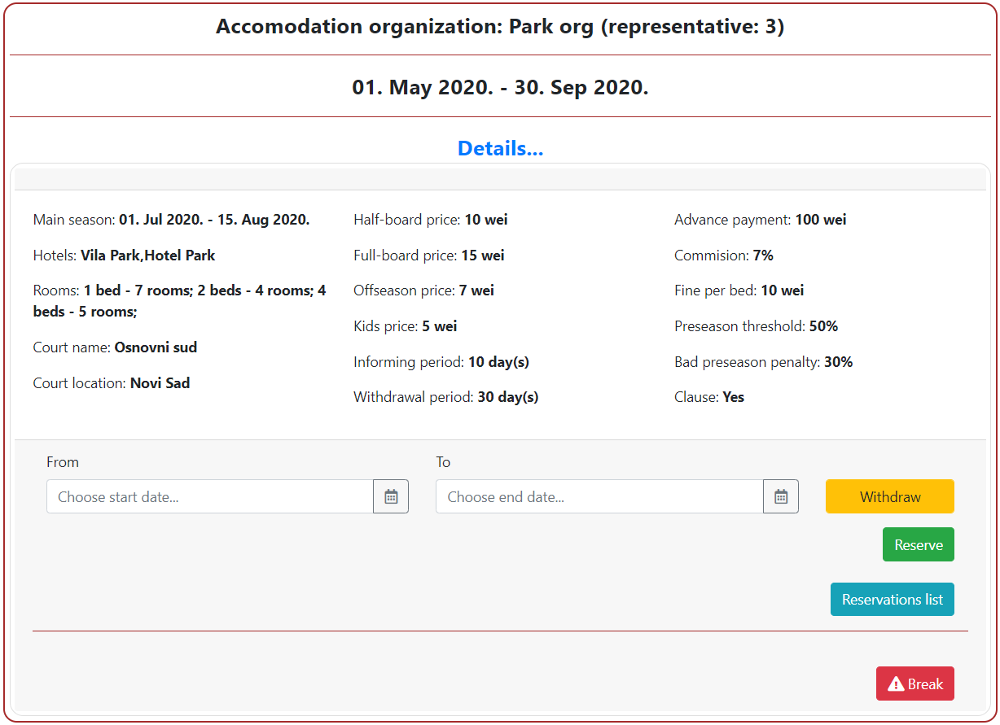 Accomodation organization: Park org (representative: 3)
01. May 2020. - 30. Sep 2020.
Details...
Main season: 01. Jul 2020. - 15. Aug 2020.
Hotels: Vila Park,Hotel Park
Rooms: 1 bed - 7 rooms; 2 beds - 4 rooms; 4
beds - 5 rooms;
Court name: Osnovni sud
Court location: Novi Sad
Half-board price: 10 wei
Full-board price: 15 wei
Offseason price: 7 wei
Kids price: 5 wei
Informing period: 10 day(s)
Withdrawal period: 30 day(s)
Advance payment: 100 wei
Commision: 7%
Fine per bed: 10 wei
Preseason threshold: 50%
Bad preseason penalty: 30%
Clause: Yes
From
Choose start date...
To
Choose end date...
Withdraw
Reserve
Reservations list
Break